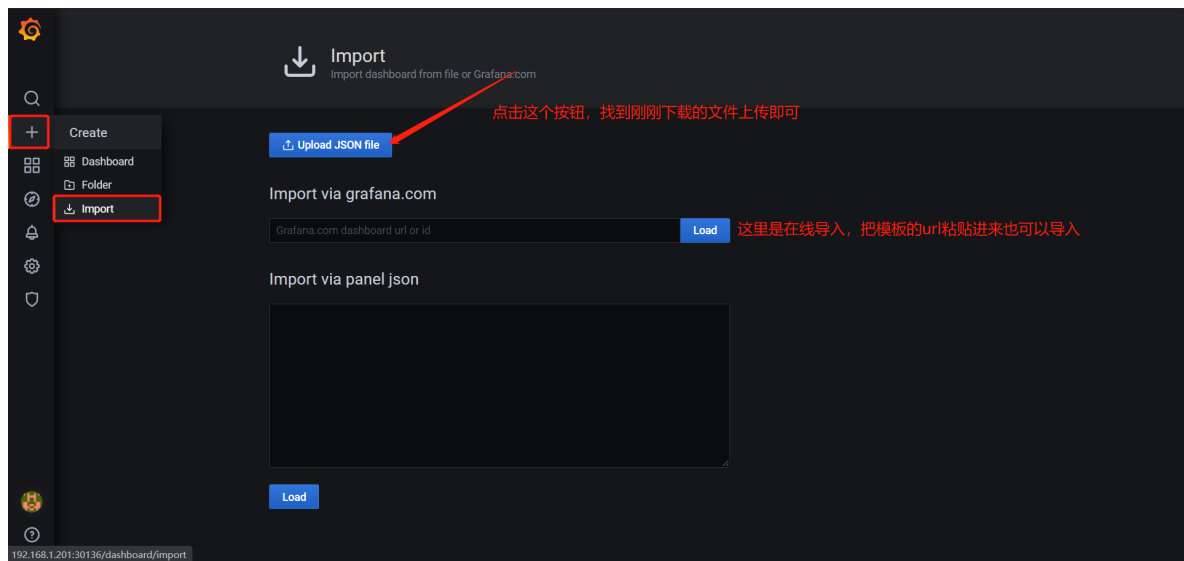 Import
Import dashboard from file or Grafana.com
点击这个按钮，找到刚刚下载的文件上传即可
Create
Upload JSON file
Dashboard
Folder
Import via grafana.com
Import
Grafana.com dashboard url or id
Load
这里是在线导入，把模板的url粘贴进来也可以导入
Import via panel json
Load
192.168.1.201:30136/dashboard/import